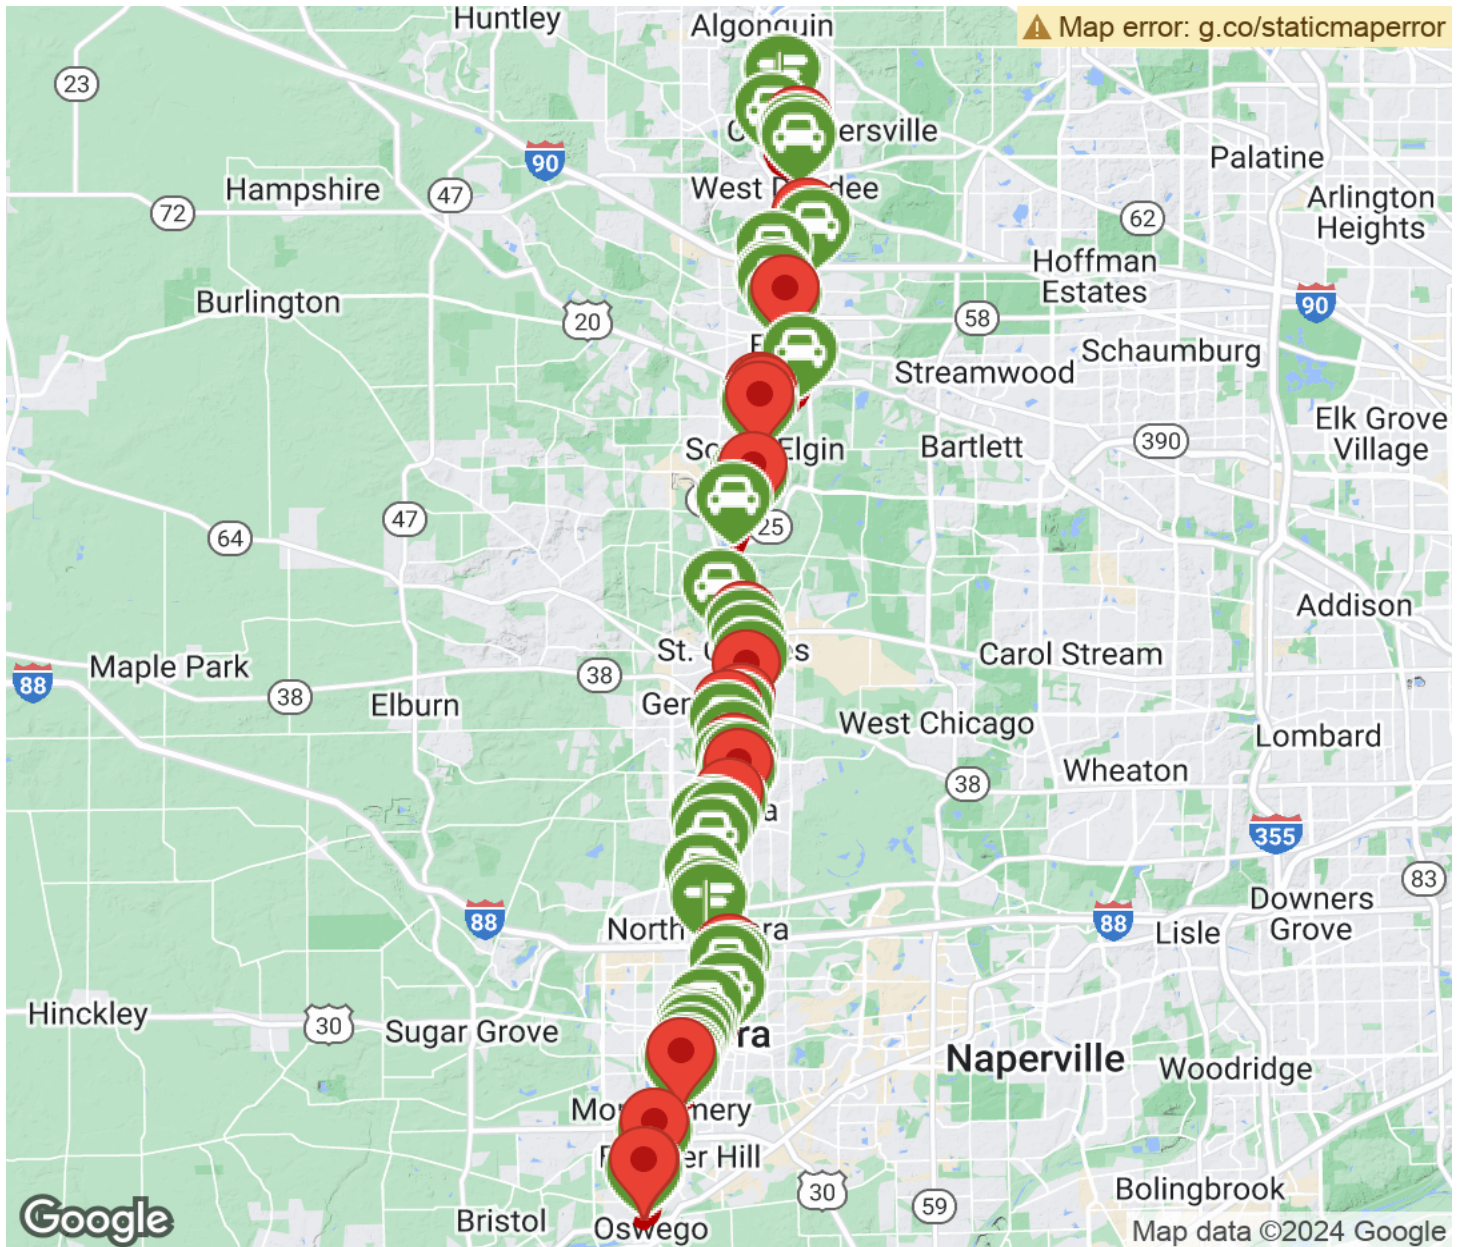 Huntley
Algonquin
Map error: g.co/staticmaperror
23
ersville
90
Palatine
West
Hampshire
47
72
62
Arlington
Heights
Hoffman
Estates
Burlington
20
58
90
Schaumburg
Streamwood
Elk Grove
Village
Elgin
Bartlett
390
47
25
64
Addison
St.
Carol Stream
Maple Park
88
38
38
Elburn
Ger
West Chicago
Lombard
Wheaton
38
a
355
83
Downers
Grove
88
North
ra
88
Lisle
Hinckley
30
Sugar Grove
ra
Naperville
Woodridge
Mo
mery
er Hill
30
59
Bolingbrook
Google
Bristol
Oswego
Map data ©2024 Google